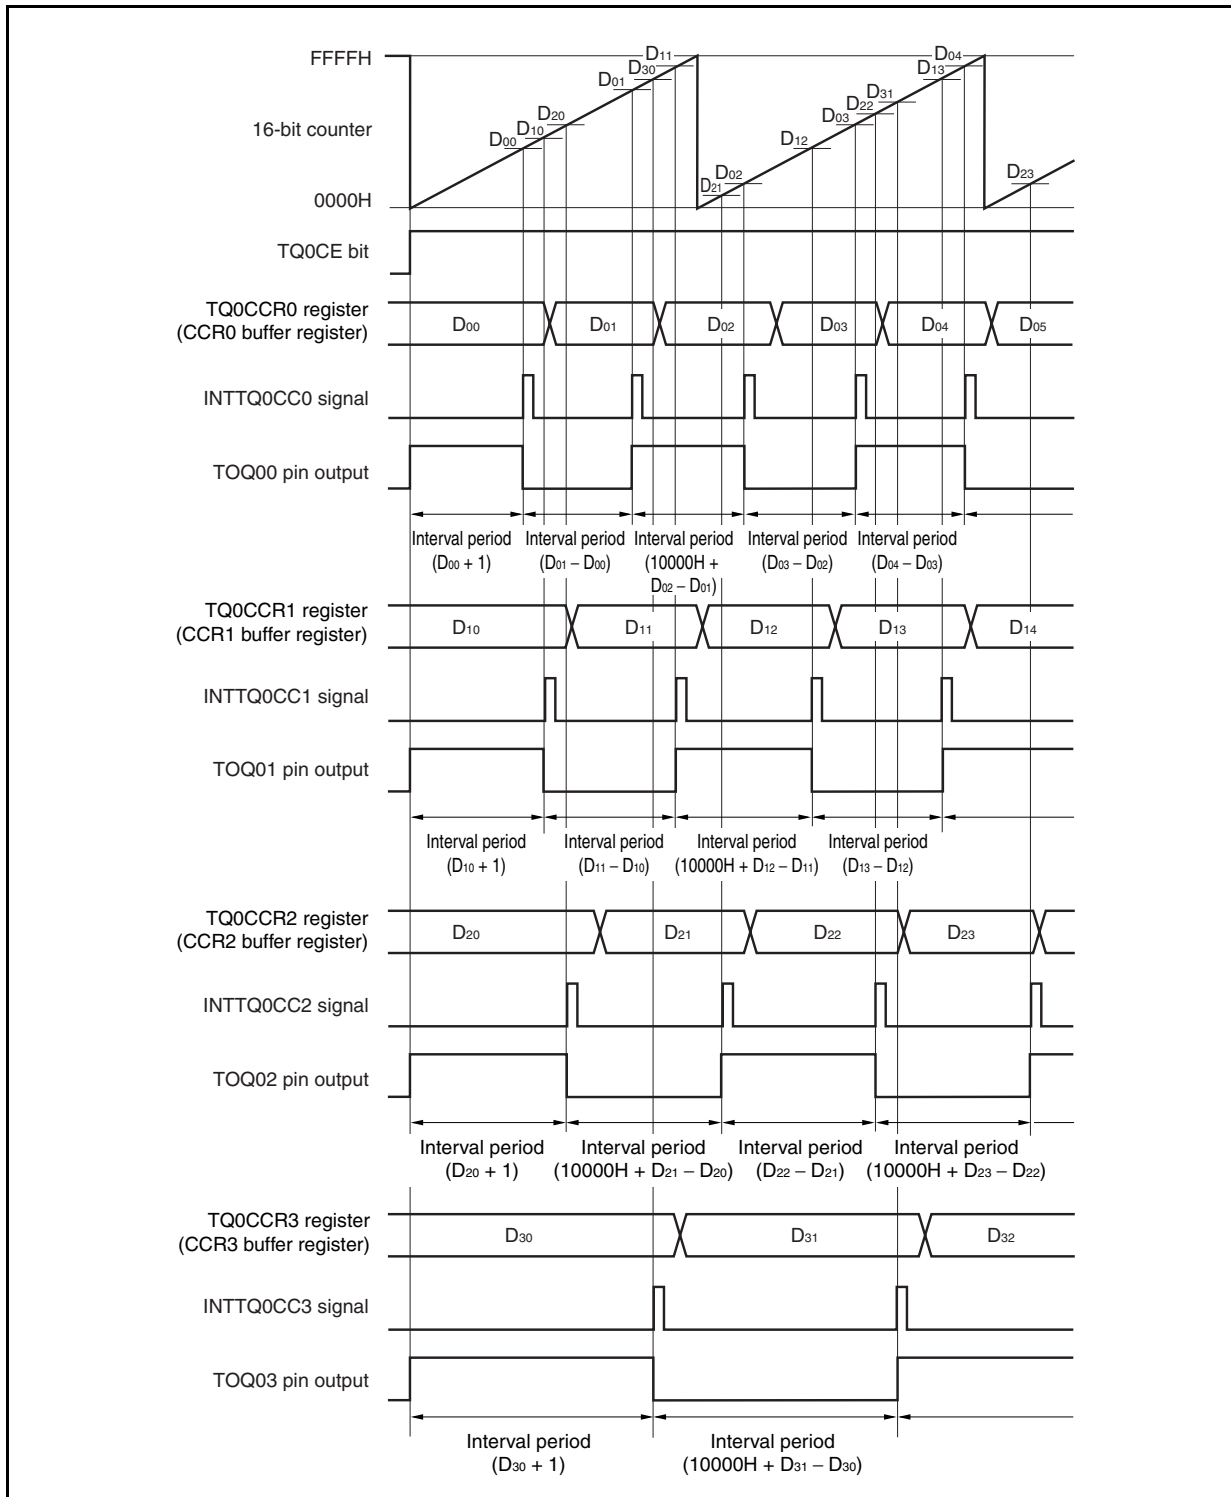 FFFFH
16-bit counter
0000H
D00
D10
D20
D01
D30
D11
D21
D02
D12
D03
D22
D31
D13
D04
D23
TQ0CE bit
TQ0CCR0 register
(CCR0 buffer register)
D00 D01 D02 D03 D04 D05
INTTQ0CC0 signal
TOQ00 pin output
Interval period Interval period Interval period Interval period Interval period
(D00 + 1) (D01 – D00) (10000H + (D03 – D02) (D04 – D03)
D02 – D01)
TQ0CCR1 register
(CCR1 buffer register)
D10 D11 D12 D13 D14
INTTQ0CC1 signal
TOQ01 pin output
Interval period Interval period Interval period Interval period
(D10 + 1) (D11 – D10) (10000H + D12 – D11) (D13 – D12)
TQ0CCR2 register
(CCR2 buffer register)
D20 D21 D22 D23
INTTQ0CC2 signal
TOQ02 pin output
Interval period Interval period Interval period Interval period
(D20 + 1) (10000H + D21 – D20) (D22 – D21) (10000H + D23 – D22)
TQ0CCR3 register
(CCR3 buffer register)
D30 D31 D32
INTTQ0CC3 signal
TOQ03 pin output
Interval period Interval period
(D30 + 1) (10000H + D31 – D30)